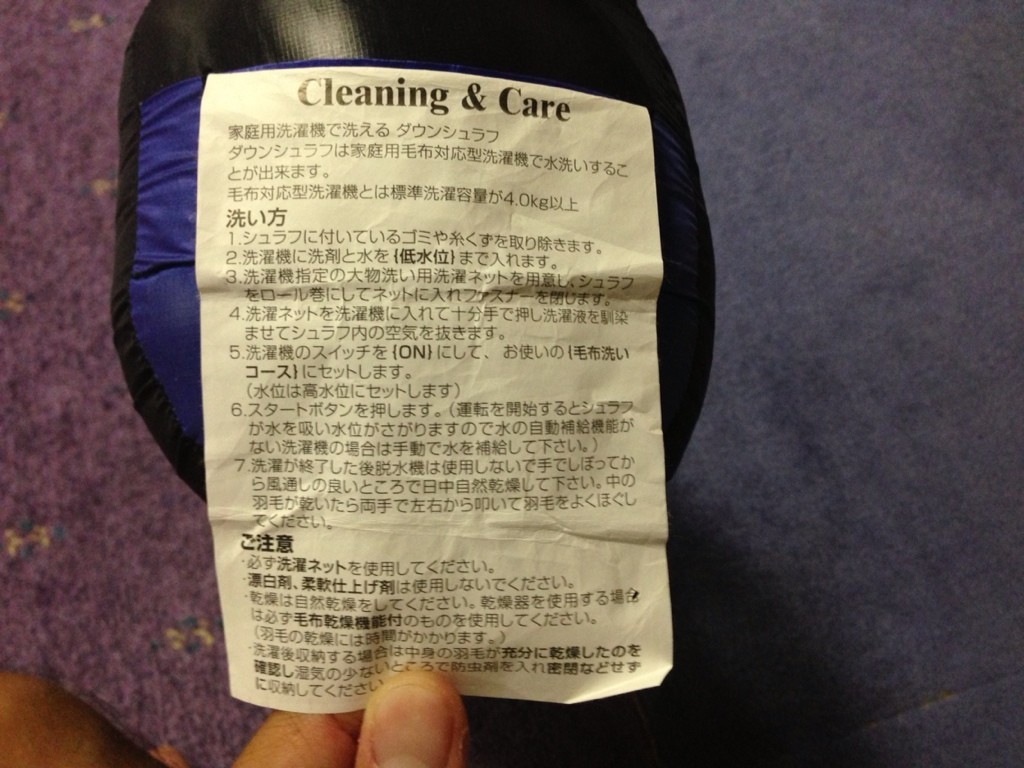 Cleaning & Care
家庭用洗濯機で洗える ダウンシュラフ
ダウンシュラフは家庭用毛布対応型洗濯機で水洗いするこ
とが出来ます。
毛布対応型洗濯機とは標準洗濯容量が4.0kg以上
洗い方
1.シュラフに付いているゴミや糸くずを取り除きます。
2.洗濯機に洗剤と水を{低水位}まで入れます。
3.洗濯機指定の大物洗い用洗濯ネットを用意し、シュラフ
をロール巻にしてネットに入れファスナーを閉じます。
4.洗濯ネットを洗濯機に入れて十分手で押し洗濯液を馴染
ませてシュラフ内の空気を抜きます。
5.洗濯機のスイッチを{ON}にして、 お使いの{毛布洗い
コース}にセットします。
(水位は高水位にセットします)
6.スタートボタンを押します。(運転を開始するとシュラフ
が水を吸い水位がさがりますので水の自動補給機能が
ない洗濯機の場合は手動で水を補給して下さい。)
7.洗濯が終了した後脱水機は使用しないで手でしぼってか
ら風通しの良いところで日中自然乾燥して下さい。中の
羽毛が乾いたら両手で左右から叩いて羽毛をよくほぐし
てください。
ご注意
・必ず洗濯ネットを使用してください。
・漂白剤、柔軟仕上げ剤は使用しないでください。
・乾燥は自然乾燥をしてください。乾燥器を使用する場合
は必ず毛布乾燥機能付のものを使用してください。
(羽毛の乾燥には時間がかかります。)
・洗濯後収納する場合は中身の羽毛が充分に乾燥したのを
確認し湿気の少ないところで防虫剤を入れ密閉などせず
に収納してください